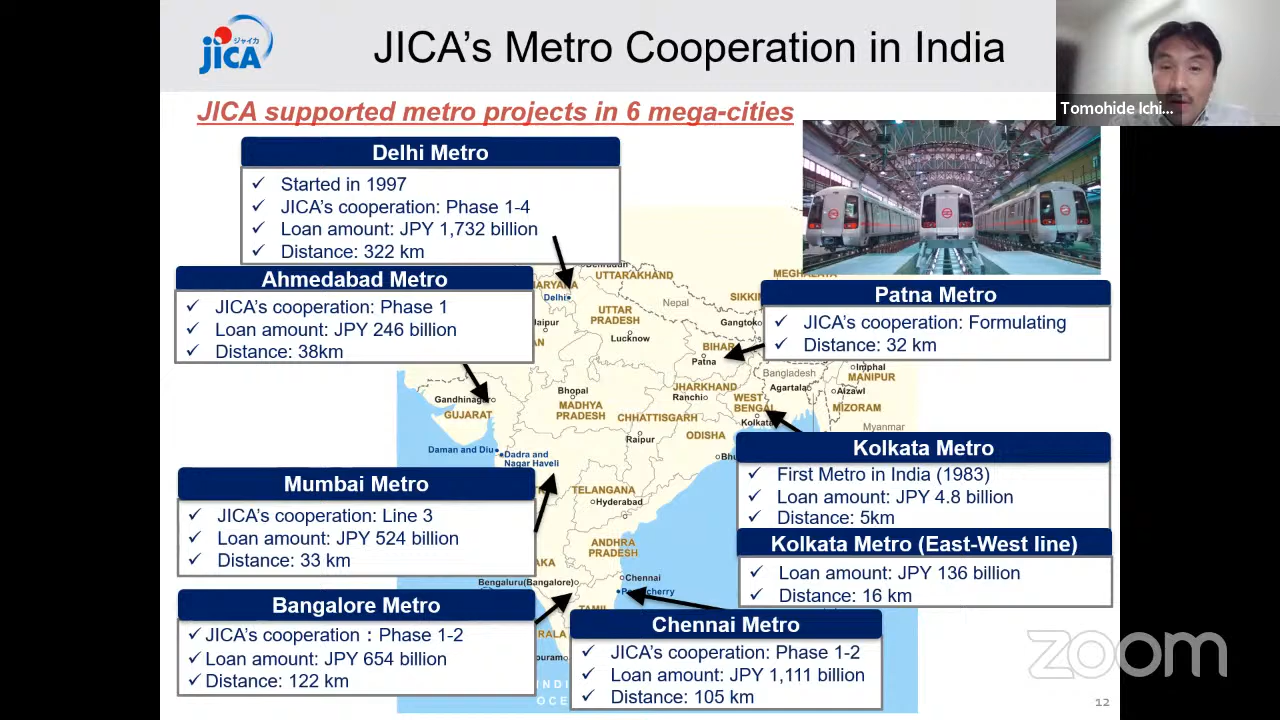 ジャイカ
JICA
JICA's Metro Cooperation in India
Tomohide Ichi...
JICA supported metro projects in 6 mega-cities
Delhi Metro
✓ Started in 1997
✓ JICA's cooperation: Phase 1-4
✓ Loan amount: JPY 1,732 billion
✓ Distance: 322 km
Ahmedabad Metro
✓ JICA's cooperation: Phase 1
✓ Loan amount: JPY 246 billion
✓ Distance: 38km
Mumbai Metro
✓ JICA's cooperation: Line 3
✓ Loan amount: JPY 524 billion
✓ Distance: 33 km
Bangalore Metro
✓ JICA's cooperation：Phase 1-2
✓ Loan amount: JPY 654 billion
✓ Distance: 122 km
Patna Metro
✓ JICA's cooperation: Formulating
✓ Distance: 32 km
Kolkata Metro
✓ First Metro in India (1983)
✓ Loan amount: JPY 4.8 billion
✓ Distance: 5km
Kolkata Metro (East-West line)
✓ Loan amount: JPY 136 billion
✓ Distance: 16 km
Chennai Metro
✓ JICA's cooperation: Phase 1-2
✓ Loan amount: JPY 1,111 billion
✓ Distance: 105 km
UTTARAKHAND
Delhi
Nepal
UTTAR
PRADESH
Lucknow
Gangtok
BIHAR
Patna
Bangladesh
Imphal
MANIPUR
Agartala
Aizawl
MIZORAM
Myanmar
JHARKHAND
Ranchi
WEST
BENGAL
Kolkata
Gandhinagar
GUJARAT
Bhopal
MADHYA
PRADESH
CHHATTISGARH
Raipur
ODISHA
Daman and Diu
Dadra and
Nagar Haveli
TELANGANA
Hyderabad
ANDHRA
PRADESH
Bengaluru(Bangalore)
Chennai
zoom
12